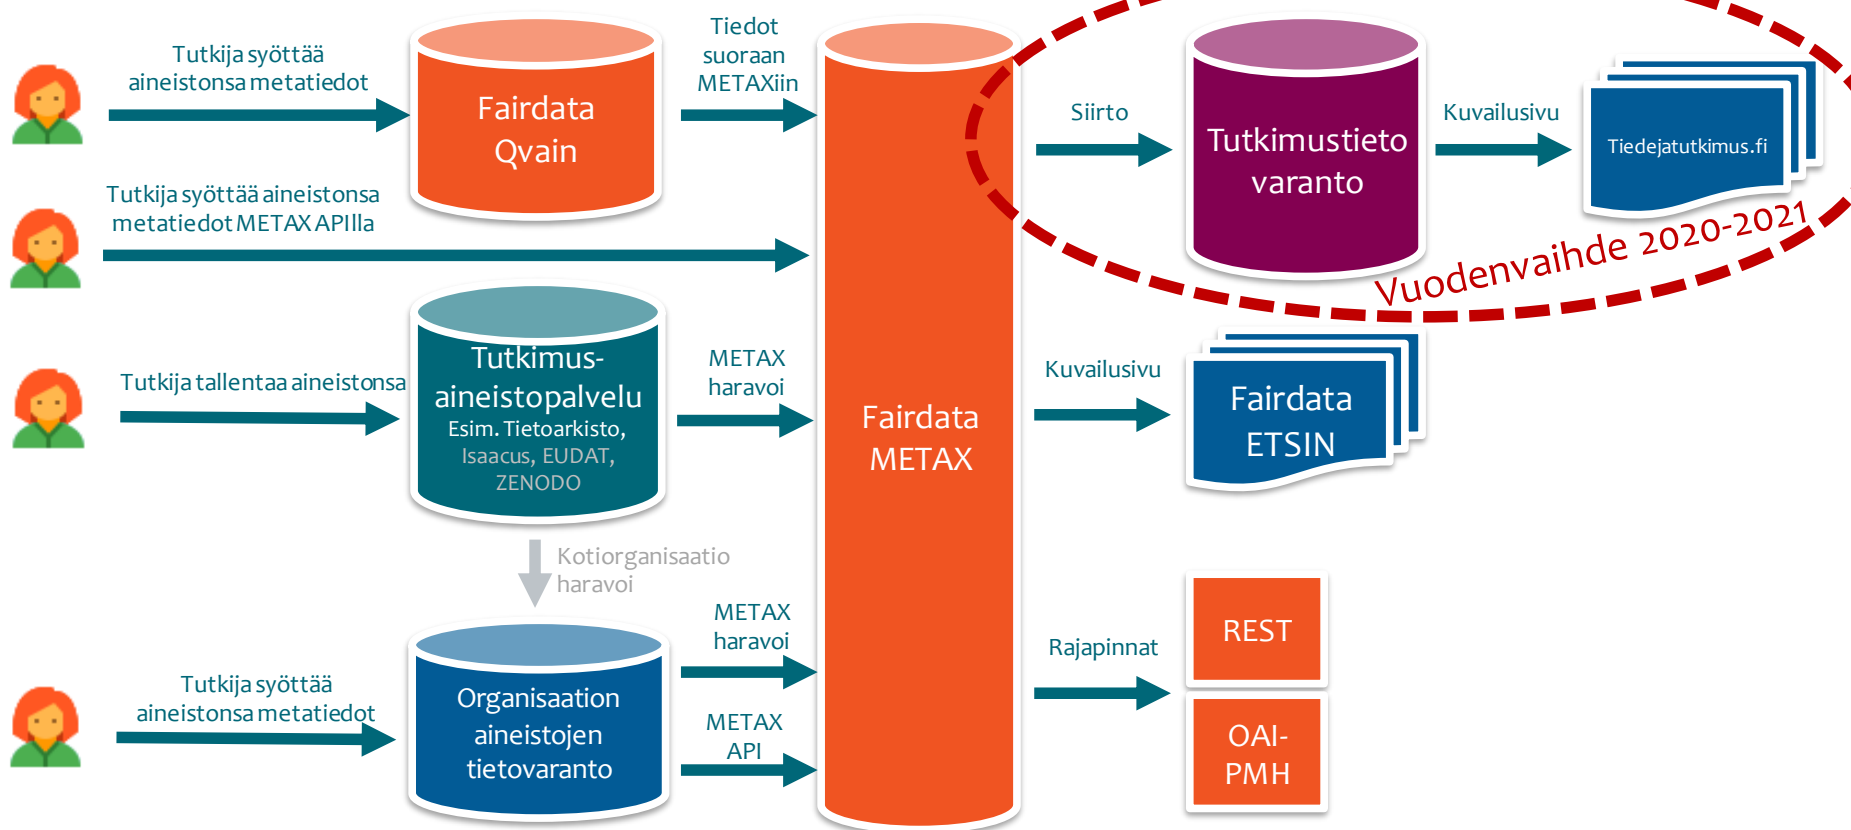 Tutkija syöttää
aineistonsa metatiedot
Fairdata
Qvain
Tiedot
suoraan
METAXiin
Siirto
Tutkimustieto
varanto
Kuvailusivu
Tiedejatutkimus.fi
Vuodenvaihde 2020-2021
Tutkija syöttää aineistonsa
metatiedot METAX APIlla
Tutkija tallentaa aineistonsa
Tutkimus-
aineistopalvelu
Esim. Tietoarkisto,
Isaacus, EUDAT,
ZENODO
METAX
haravoi
Fairdata
METAX
Kuvailusivu
Fairdata
ETSIN
Kotiorganisaatio
haravoi
Tutkija syöttää
aineistonsa metatiedot
Organisaation
aineistojen
tietovaranto
METAX
haravoi
METAX
API
Rajapinnat
REST
OAI-
PMH